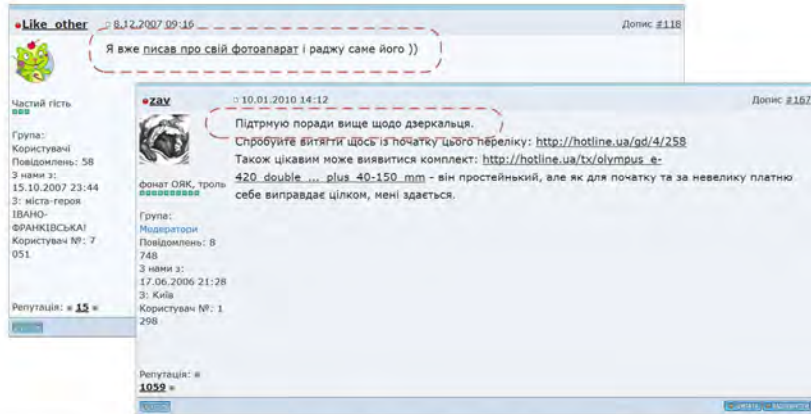 Like_other
8.12.2007 09:16
Допис #118
Я вже писав про свій фотоапарат і раджу саме його ))
Частий гість
Група:
Користувачі
Повідомлень: 58
З нами з:
15.10.2007 23:44
З: міста-героя
ІВАНО-
ФРАНКІВСЬКА!
Користувач №: 7
051
Репутація: 15
zav
10.01.2010 14:12
Допис #167
Підтрмую поради вище щодо дзеркальця.
Спробуйте витягти щось із початку цього переліку: http://hotline.ua/gd/4/258
Також цікавим може виявитися комплект: http://hotline.ua/tx/olympus_e-
420_double_..._plus_40-150_mm - він простейнький, але як для початку та за невелику платню
себе виправдає цілком, мені здається.
фонат ОЯК, троль
Група:
Модератори
Повідомлень: 8
748
З нами з:
17.06.2006 21:28
З: Київ
Користувач №: 1
298
Репутація:
1059